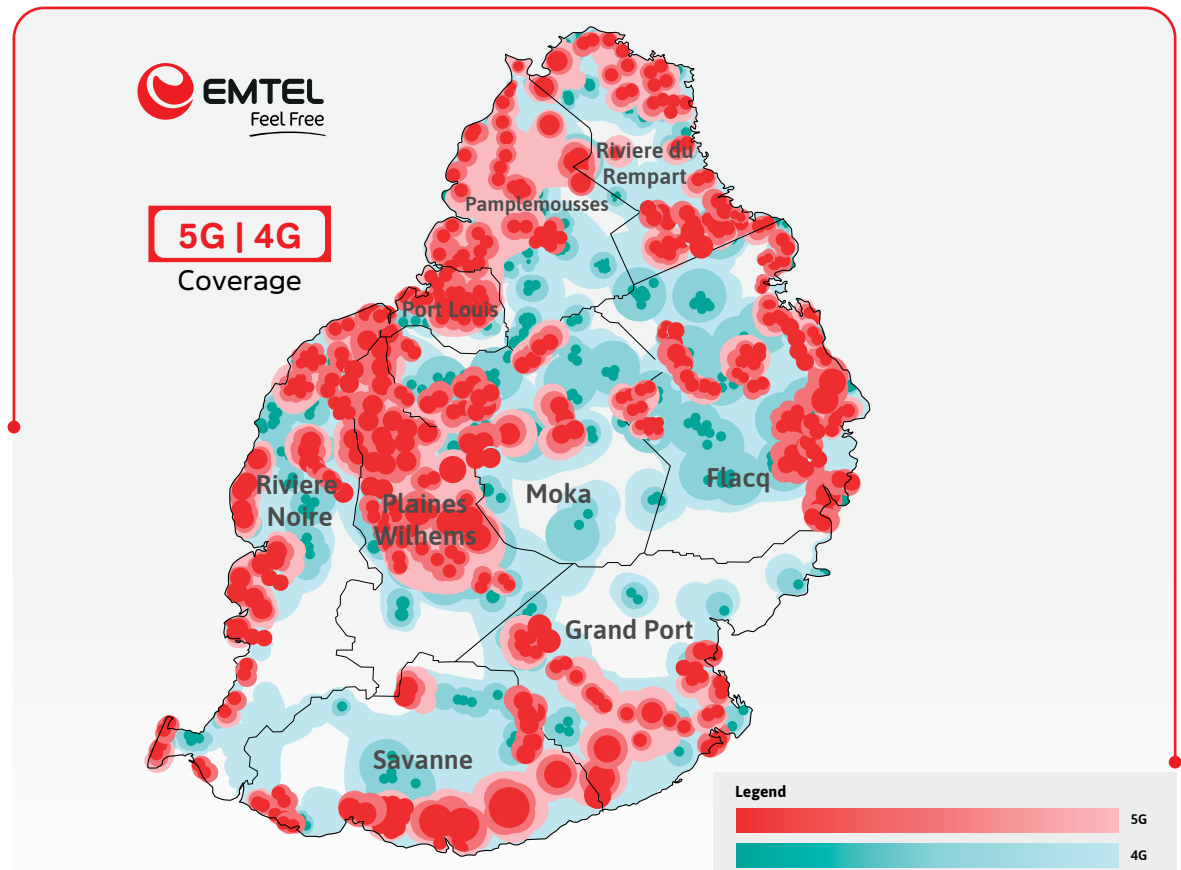 EMTEL
Feel Free
5G | 4G
Coverage
Riviere du
Rempart
Pamplemousses
Port Louis
Riviere
Noire
Plaines
Wilhems
Moka
Flacq
Grand Port
Savanne
Legend
5G
4G